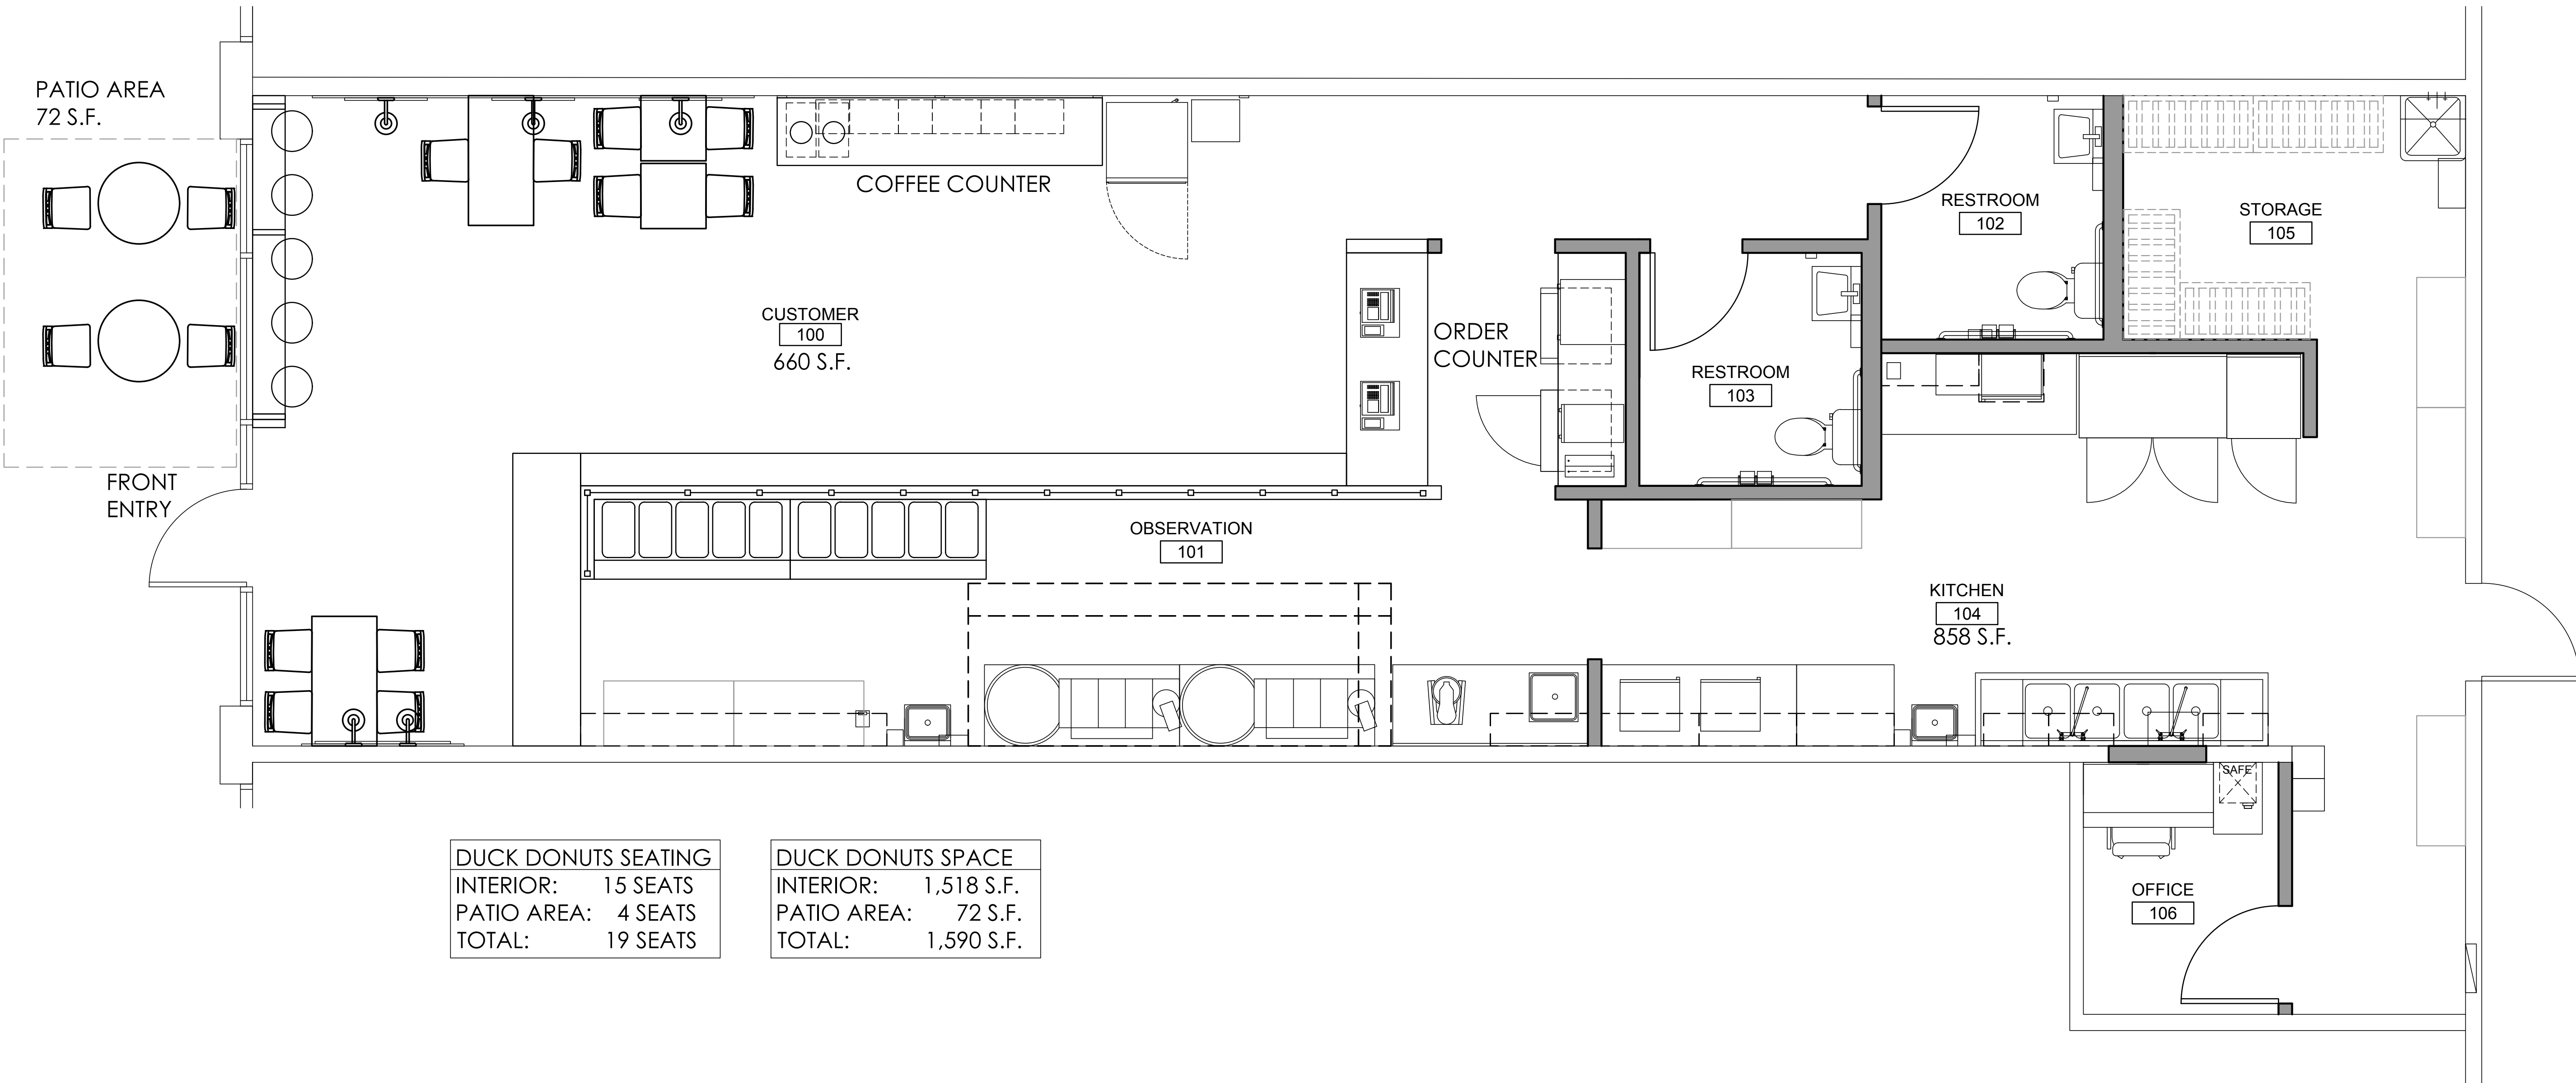 PATIO AREA
72 S.F.
COFFEE COUNTER
RESTROOM
102
STORAGE
105
CUSTOMER
100
660 S.F.
ORDER
COUNTER
RESTROOM
103
FRONT
ENTRY
OBSERVATION
101
KITCHEN
104
858 S.F.
SAFE
OFFICE
106
DUCK DONUTS SEATING
INTERIOR: 15 SEATS
PATIO AREA: 4 SEATS
TOTAL: 19 SEATS
DUCK DONUTS SPACE
INTERIOR: 1,518 S.F.
PATIO AREA: 72 S.F.
TOTAL: 1,590 S.F.